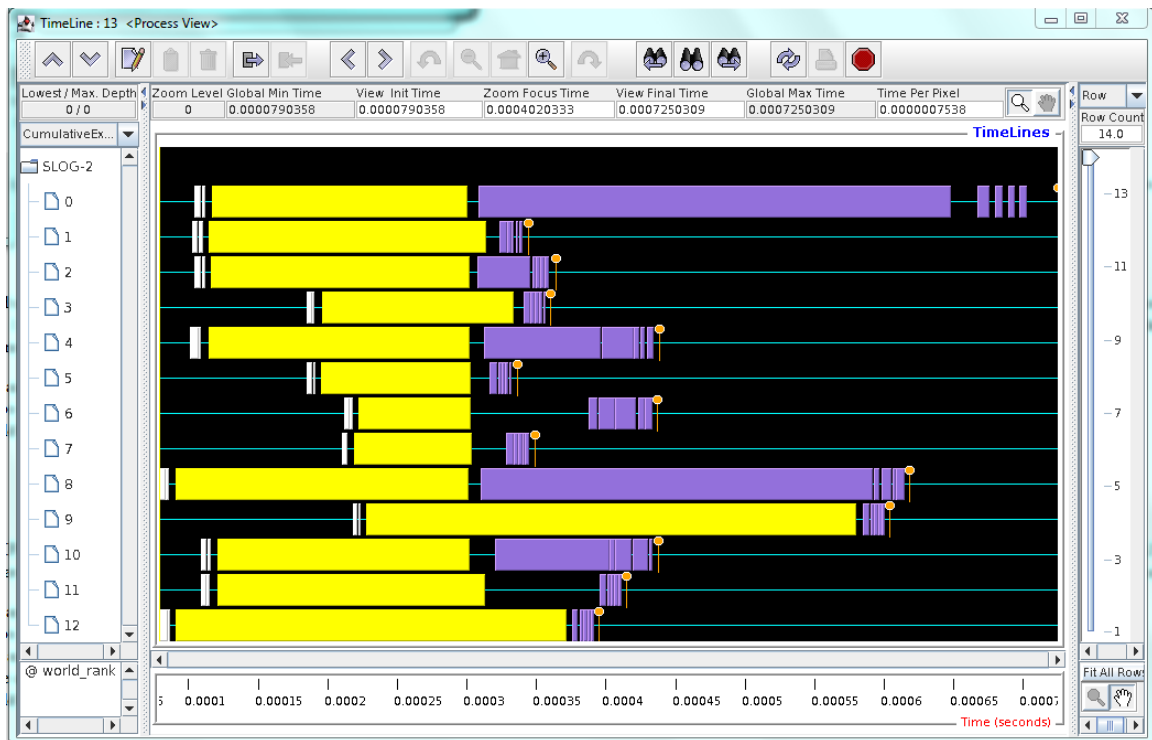 TimeLine : 13 <Process View>
Lowest / Max. Depth
0 / 0
Zoom Level Global Min Time View Init Time Zoom Focus Time View Final Time Global Max Time Time Per Pixel
0 0.0000790358 0.0000790358 0.0004020333 0.0007250309 0.0007250309 0.0000007538
Row
Row Count
14.0
CumulativeEx...
TimeLines
SLOG-2
0
1
2
3
4
5
6
7
8
9
10
11
12
13
11
9
7
5
3
1
@ world_rank
Fit All Row
5 0.0001 0.00015 0.0002 0.00025 0.0003 0.00035 0.0004 0.00045 0.0005 0.00055 0.0006 0.00065 0.000
Time (seconds)